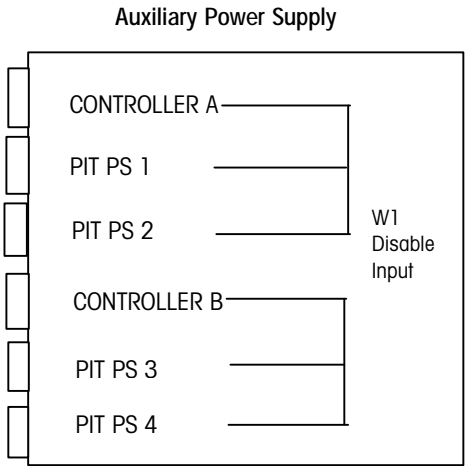 Auxiliary Power Supply
CONTROLLER A
PIT PS 1
PIT PS 2
W1
Disable
Input
CONTROLLER B
PIT PS 3
PIT PS 4